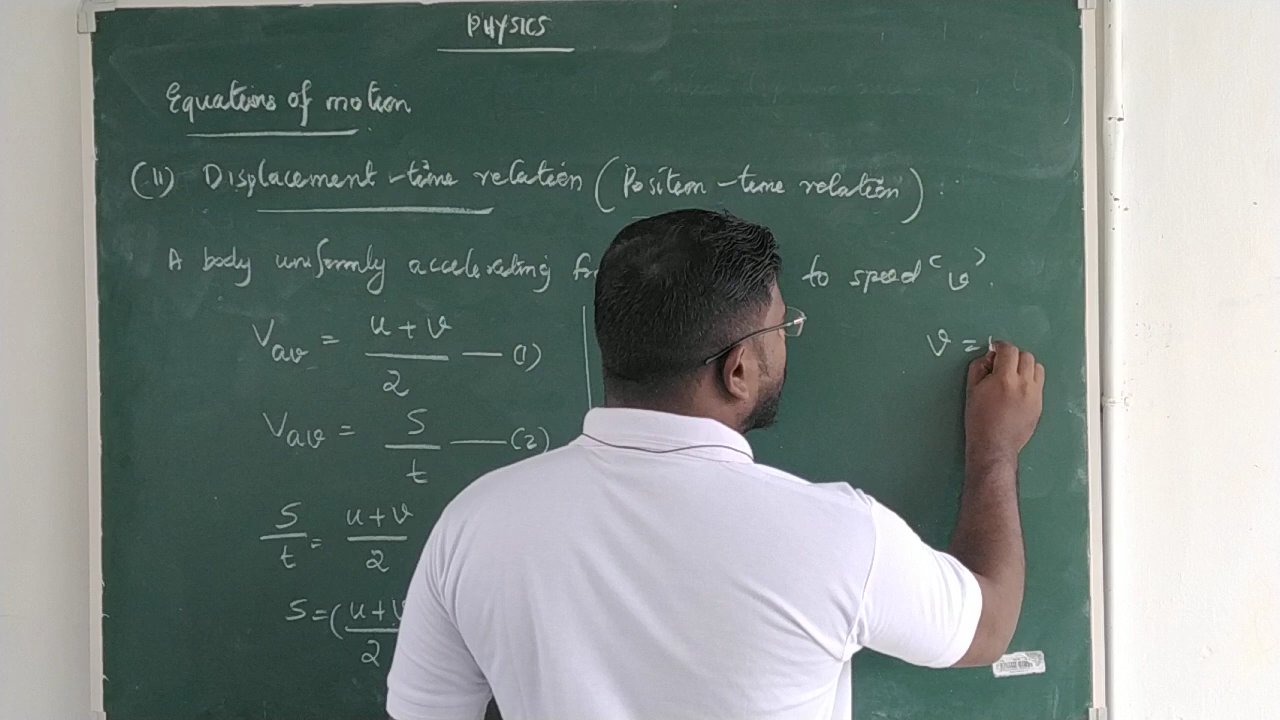 PHYSICS
Equations of motion
(II) Displacement-time relation (Position-time relation)
A body uniformly accelerating to speed 'v'.
Vav = u+v/2 — (1)
Vav = S/t — (2)
S/t = u+v/2
S = (u+v/2
v =